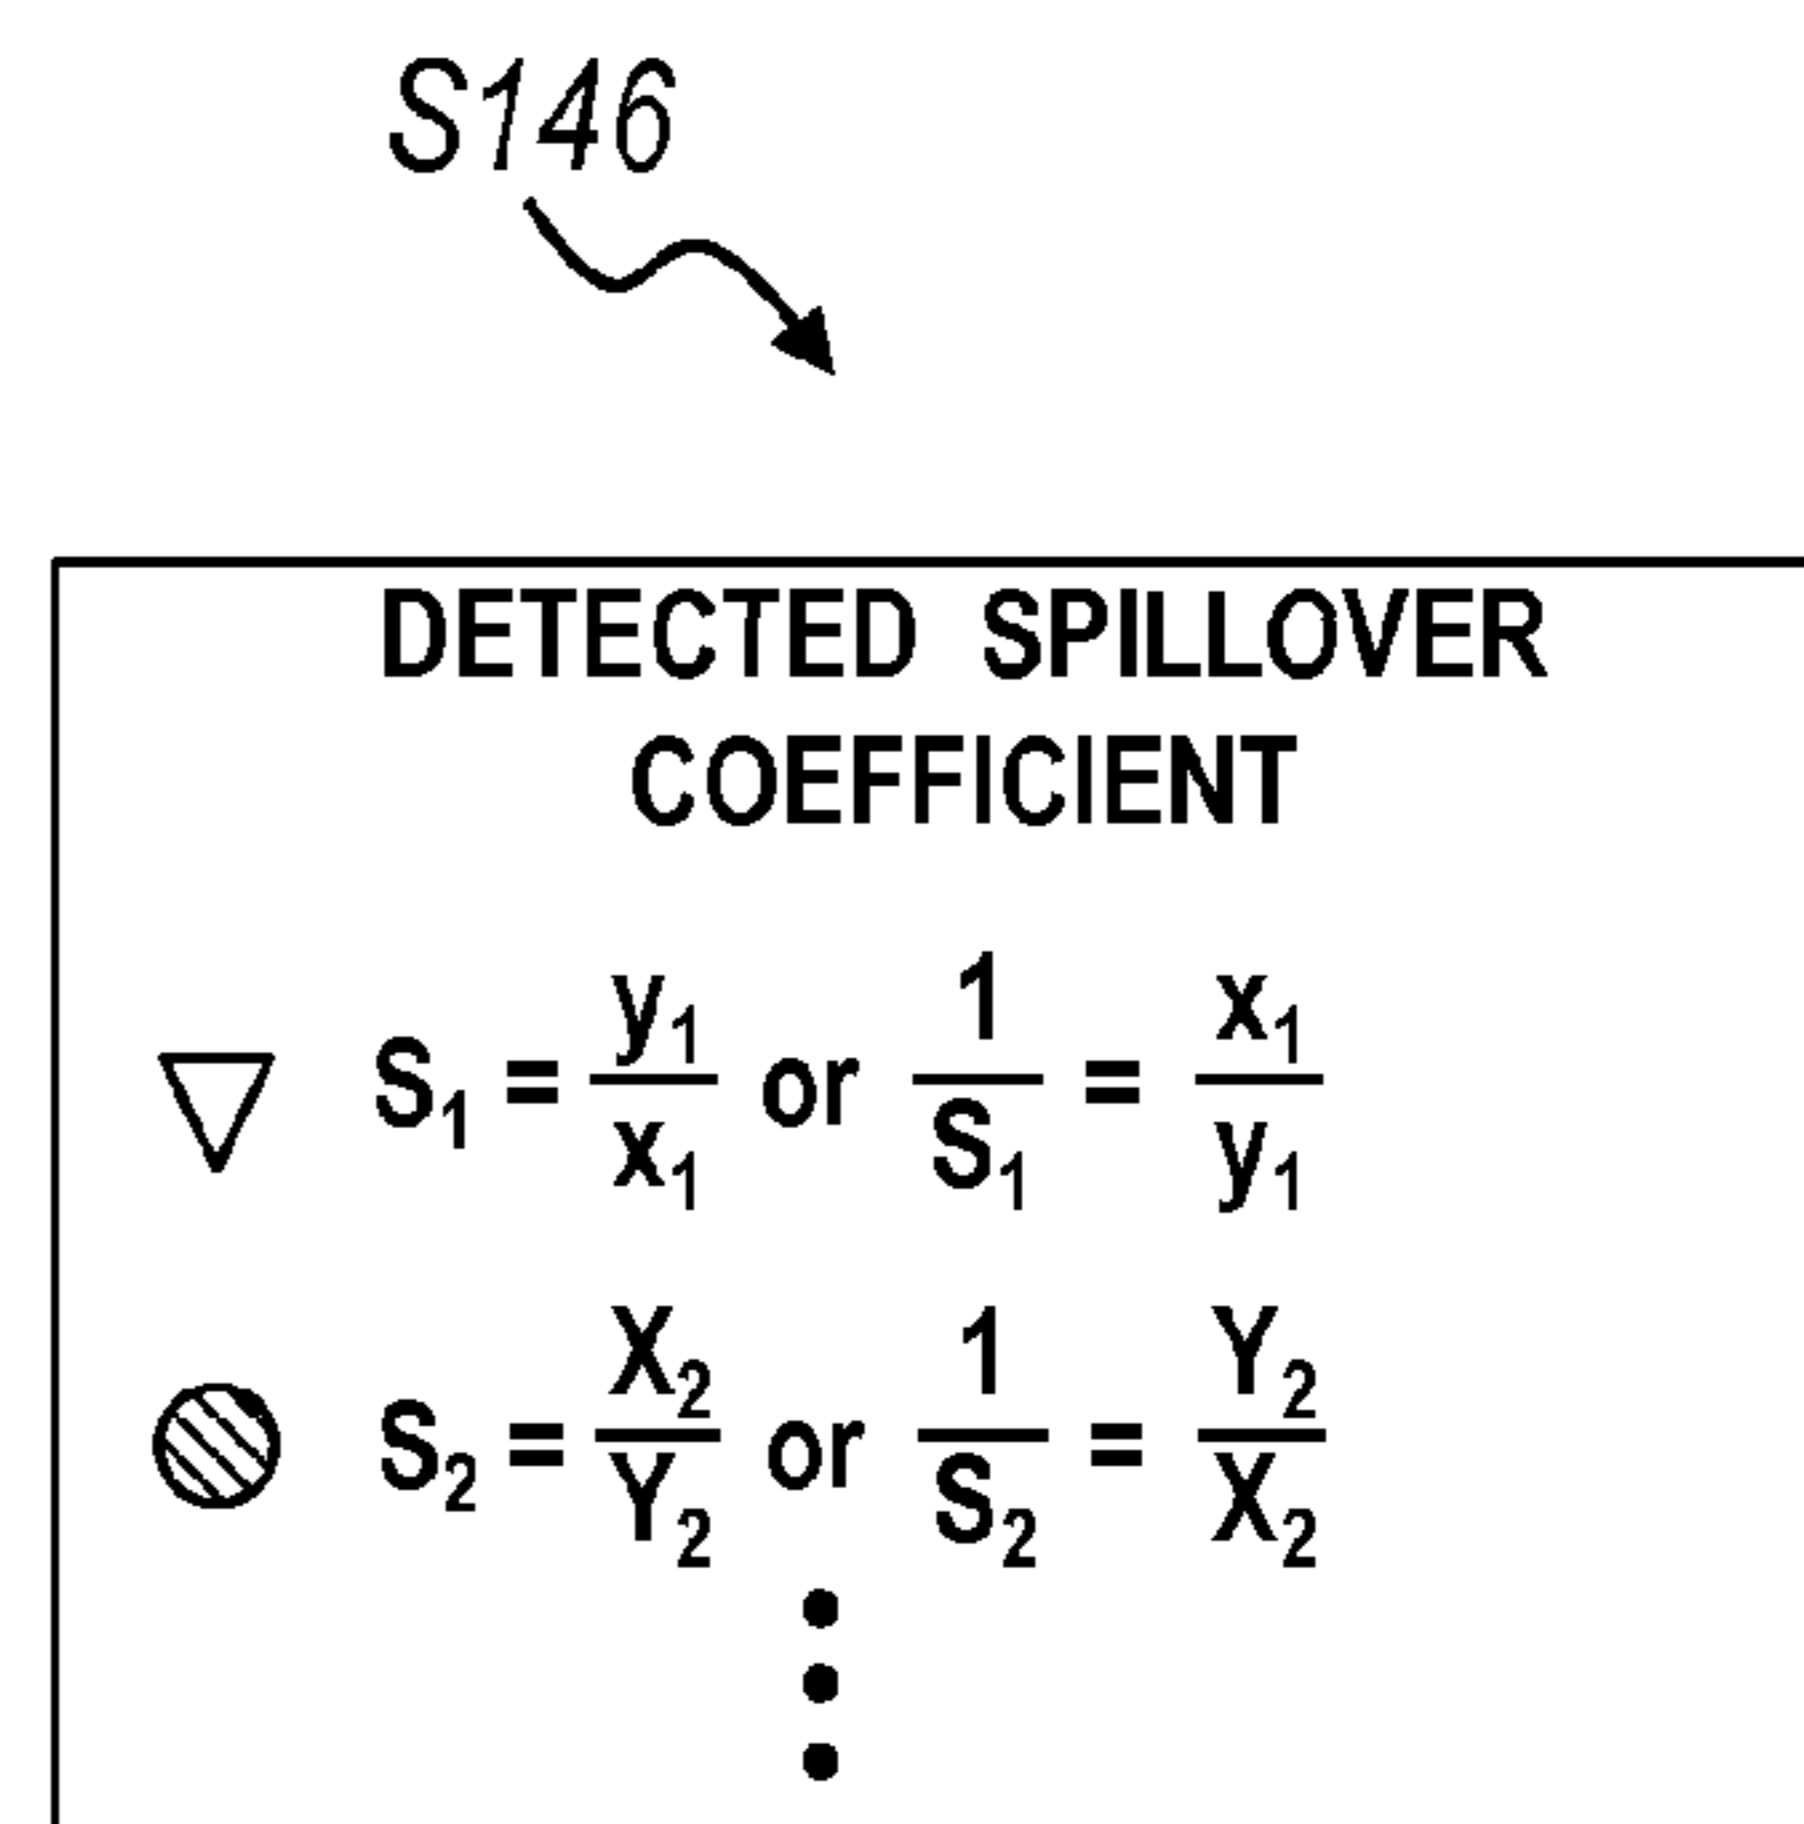 S146
DETECTED SPILLOVER
COEFFICIENT
S₁ = y₁/x₁ or 1/S₁ = x₁/y₁
S₂ = X₂/Y₂ or 1/S₂ = Y₂/X₂